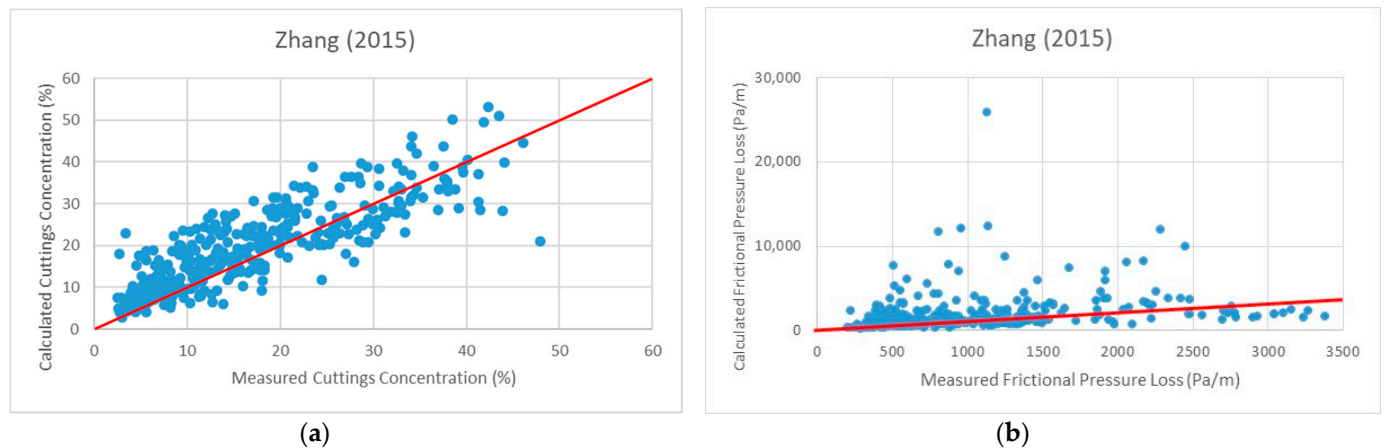 Zhang (2015)
Calculated Cuttings Concentration (%)
60
50
40
30
20
10
0
0 10 20 30 40 50 60
Measured Cuttings Concentration (%)
(a)
Zhang (2015)
Calculated Frictional Pressure Loss (Pa/m)
30,000
20,000
10,000
0
0 500 1000 1500 2000 2500 3000 3500
Measured Frictional Pressure Loss (Pa/m)
(b)